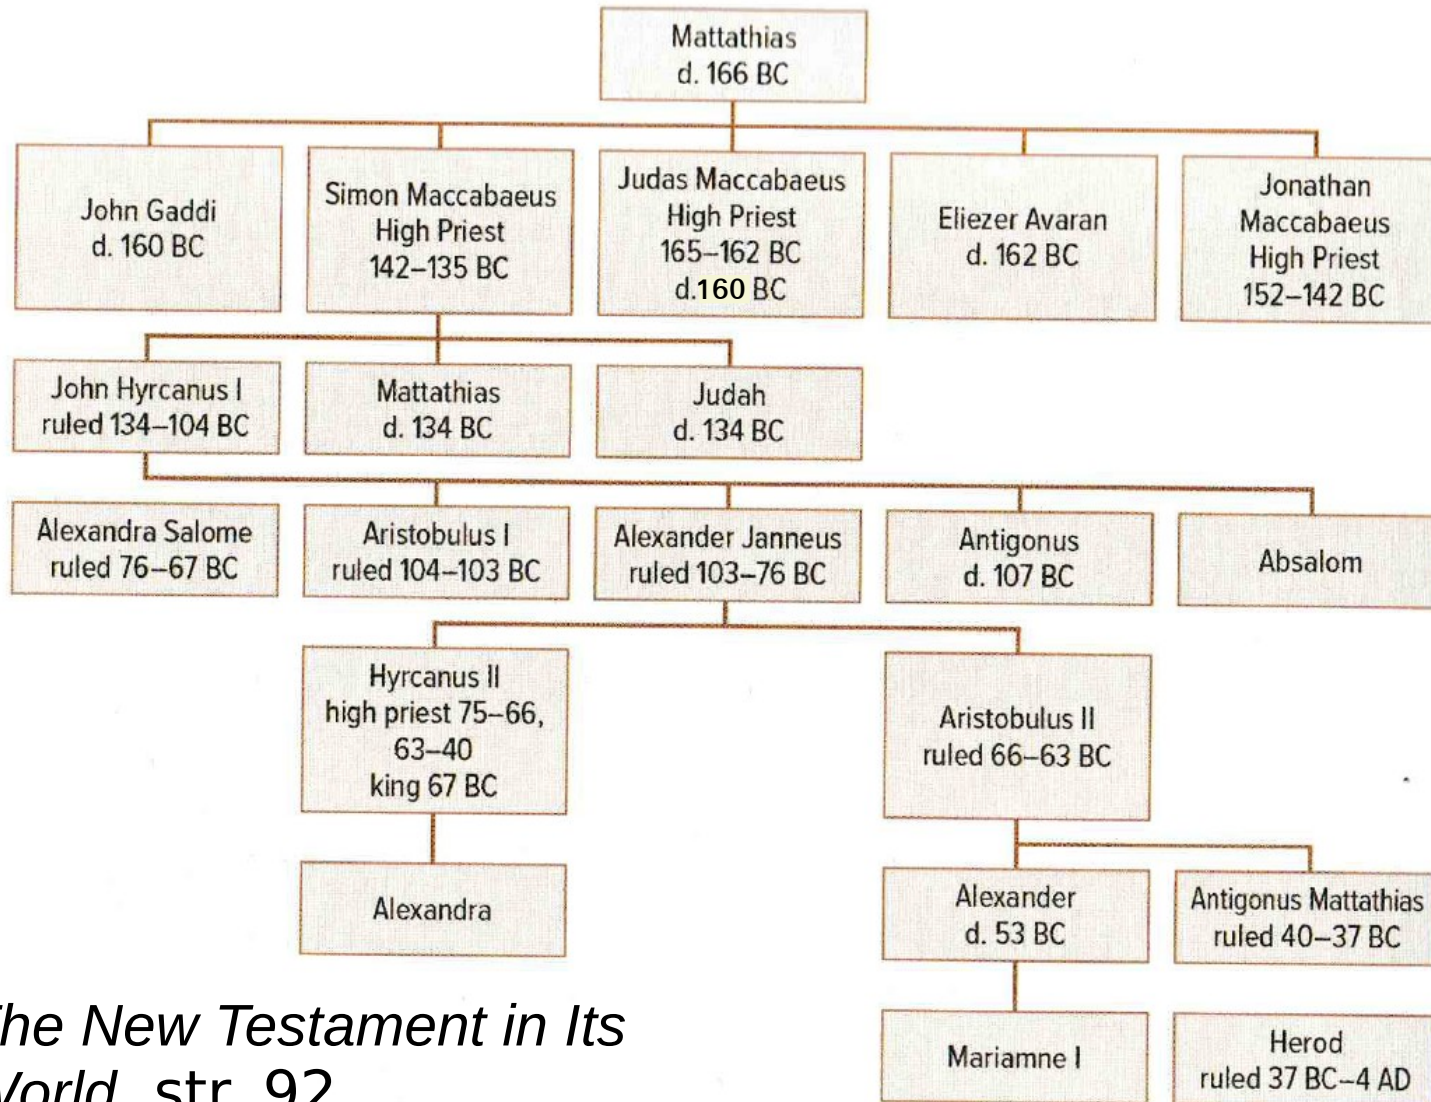 Mattathias
d. 166 BC
John Gaddi
d. 160 BC
Simon Maccabaeus
High Priest
142–135 BC
Judas Maccabaeus
High Priest
165–162 BC
d.160 BC
Eliezer Avaran
d. 162 BC
Jonathan
Maccabaeus
High Priest
152–142 BC
John Hyrcanus I
ruled 134–104 BC
Mattathias
d. 134 BC
Judah
d. 134 BC
Alexandra Salome
ruled 76–67 BC
Aristobulus I
ruled 104–103 BC
Alexander Janneus
ruled 103–76 BC
Antigonus
d. 107 BC
Absalom
Hyrcanus II
high priest 75–66,
63–40
king 67 BC
Aristobulus II
ruled 66–63 BC
Alexandra
Alexander
d. 53 BC
Antigonus Mattathias
ruled 40–37 BC
Mariamne I
Herod
ruled 37 BC–4 AD
The New Testament in Its
World, str. 92